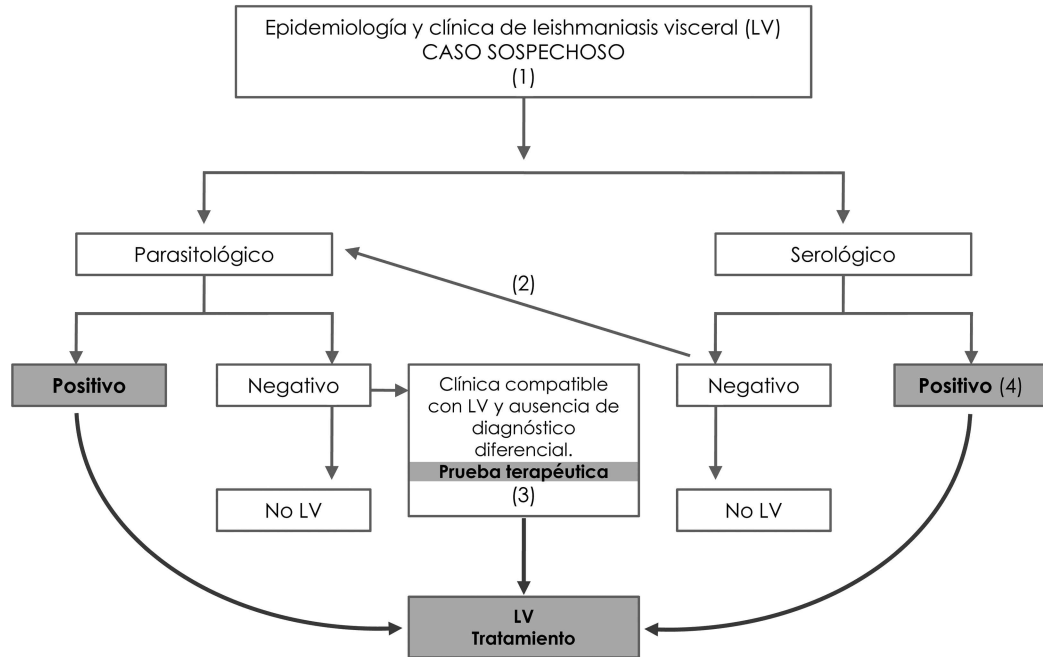 Epidemiología y clínica de leishmaniasis visceral (LV)
CASO SOSPECHOSO
(1)
Parasitológico
Serológico
(2)
Positivo
Negativo
Clínica compatible
con LV y ausencia de
diagnóstico
diferencial.
Prueba terapéutica
(3)
Negativo
Positivo (4)
No LV
No LV
LV
Tratamiento